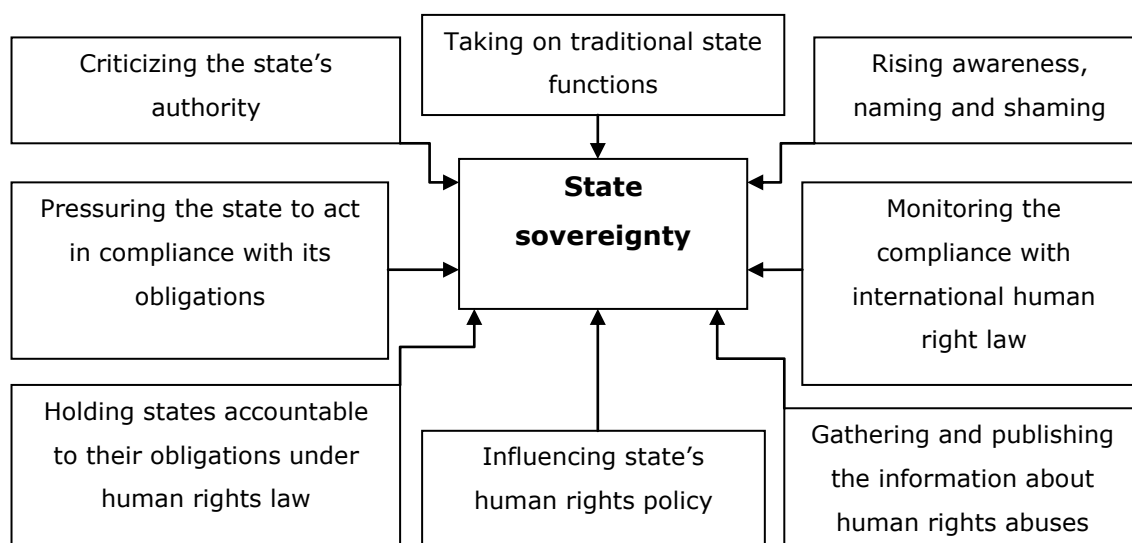 Criticizing the state’s
authority
Taking on traditional state
functions
Rising awareness,
naming and shaming
Pressuring the state to act
in compliance with its
obligations
State
sovereignty
Monitoring the
compliance with
international human
right law
Holding states accountable
to their obligations under
human rights law
Influencing state’s
human rights policy
Gathering and publishing
the information about
human rights abuses